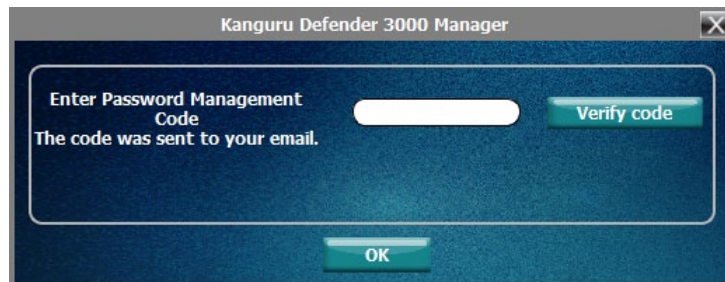 Kanguru Defender 3000 Manager
X
Enter Password Management
Code
The code was sent to your email.
Verify code
OK